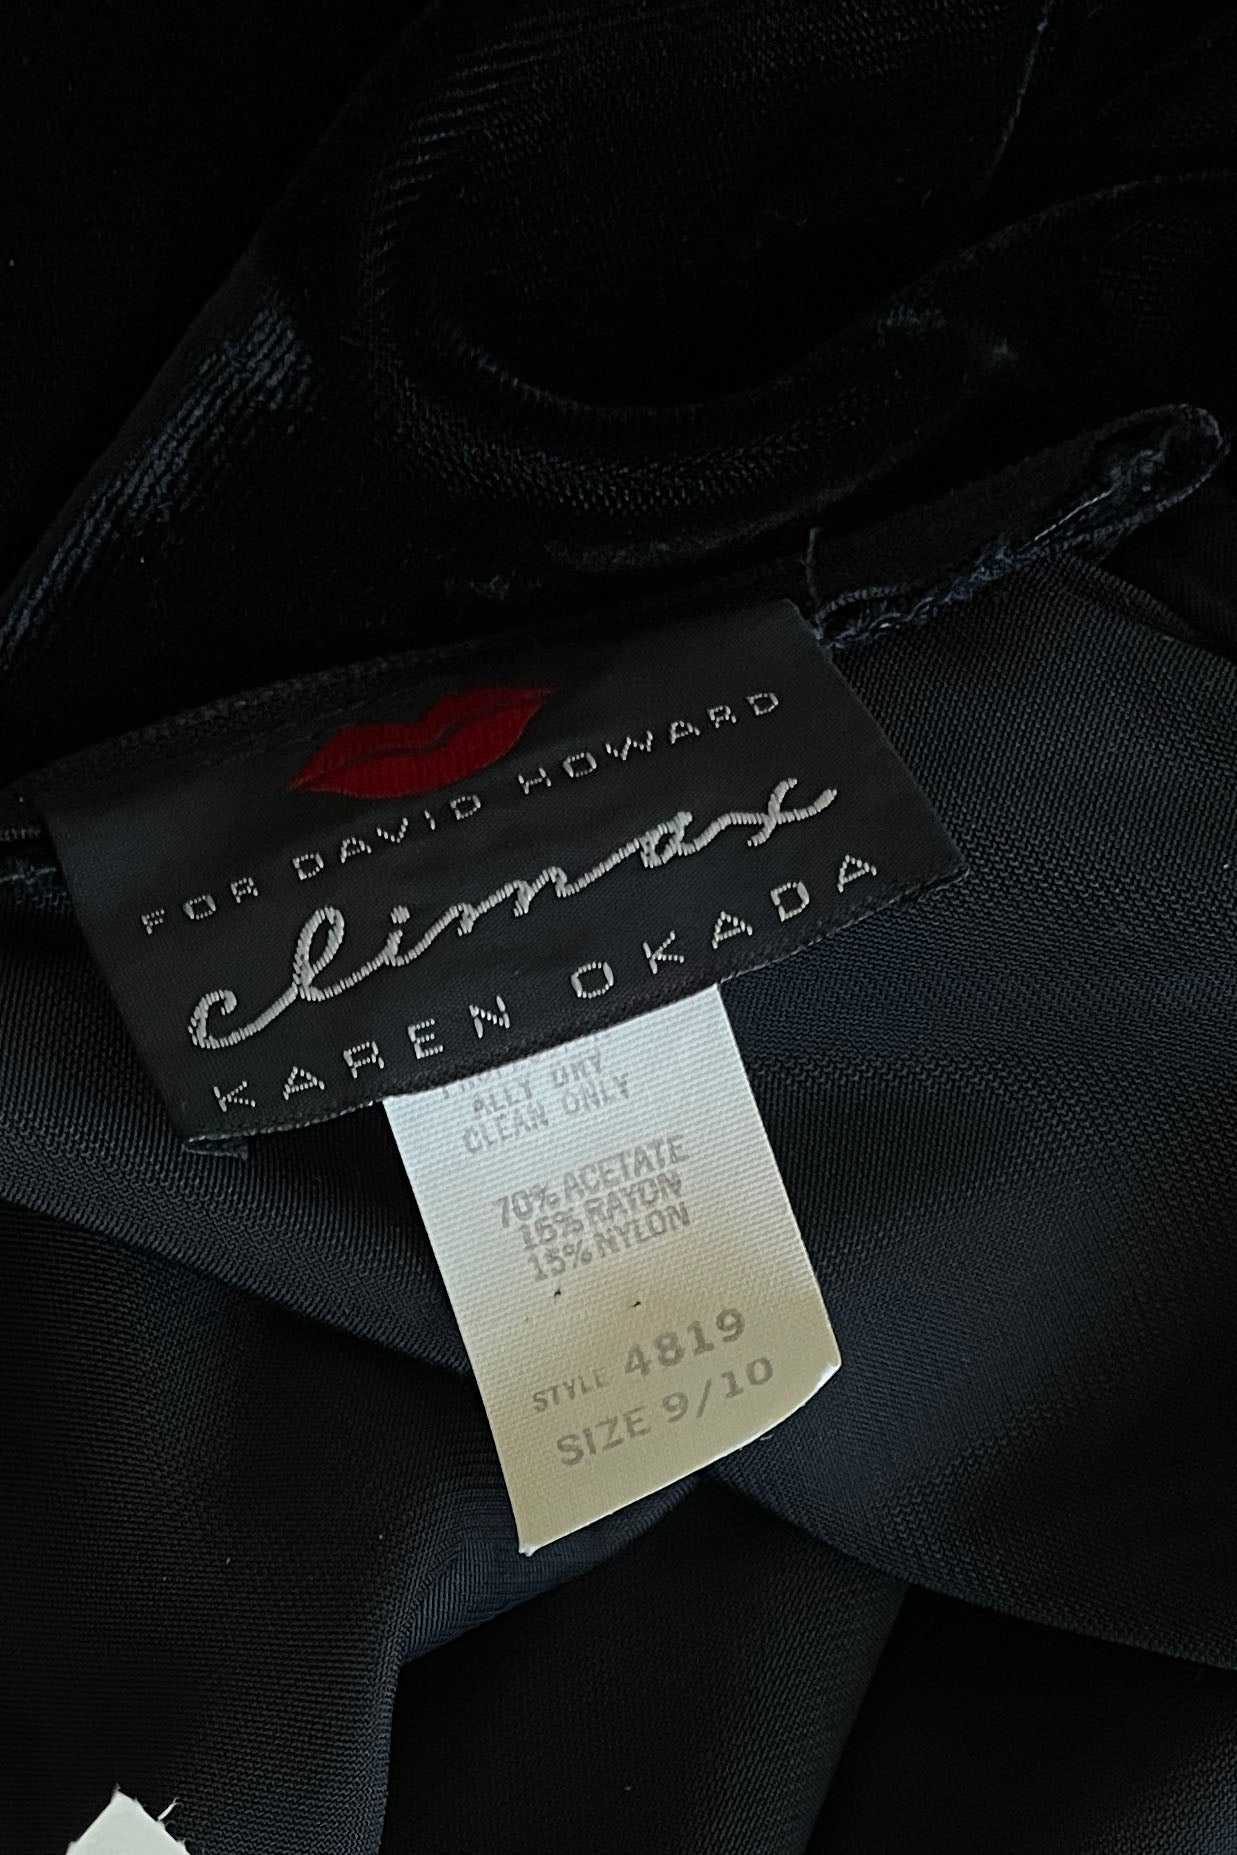 FOR DAVID HOWARD
climax
KAREN OKADA
ALLY DRY
CLEAN ONLY
70% ACETATE
15% RAYON
15% NYLON
STYLE 4819
SIZE 9/10